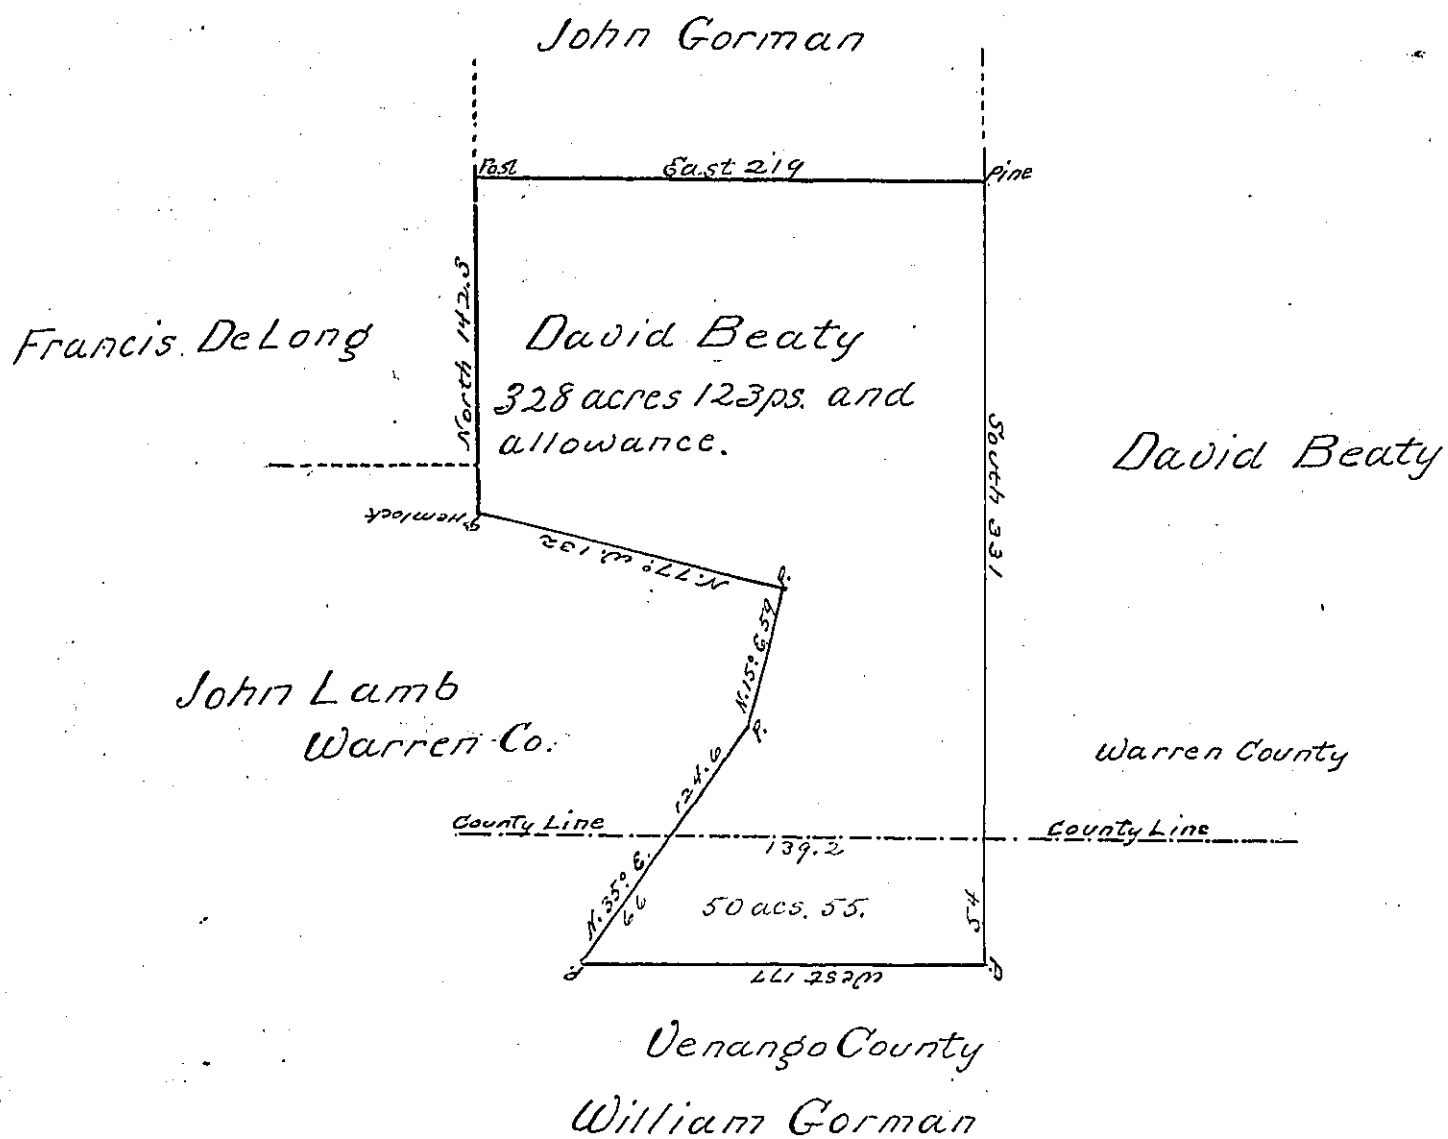 John Gorman
Post
East 219
Pine
North 142.5
Francis DeLong
David Beaty
328 acres 123 ps. and
allowance.
South 331
David Beaty
Hemlock
N. 77° W. 132
P.
N. 15° E 59
P.
John Lamb
Warren Co.
Warren County
124.6
County Line
139.2
County Line
N. 35° E.
66
50 acs. 55.
54
P.
West 177
P.
Venango County
William Gorman